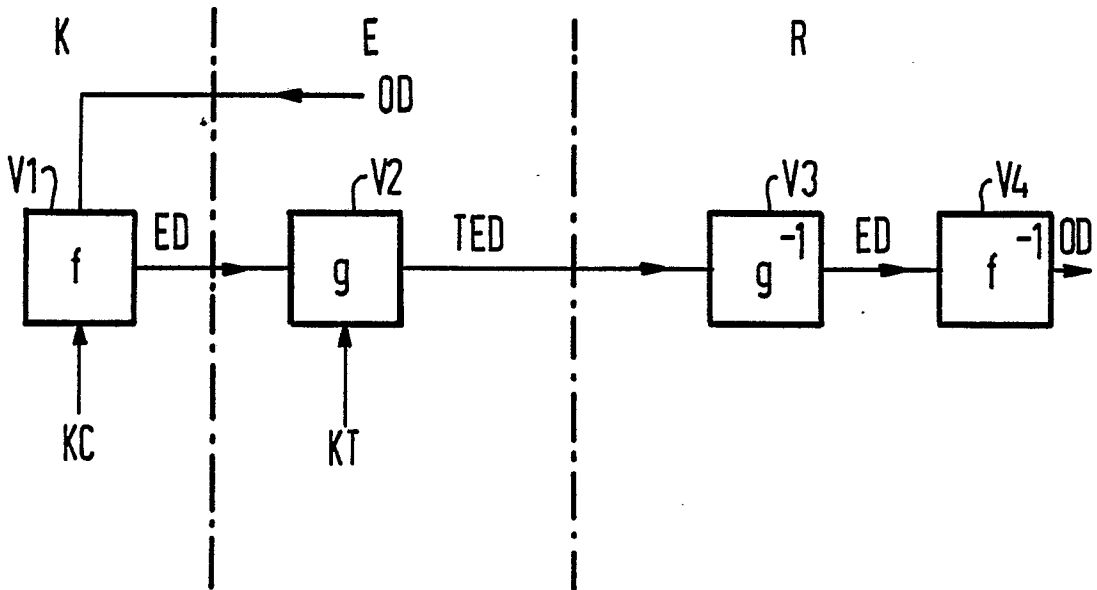 K E R
OD
V1 V2 V3 V4
ED TED ED OD
f g g⁻¹ f⁻¹
KC KT